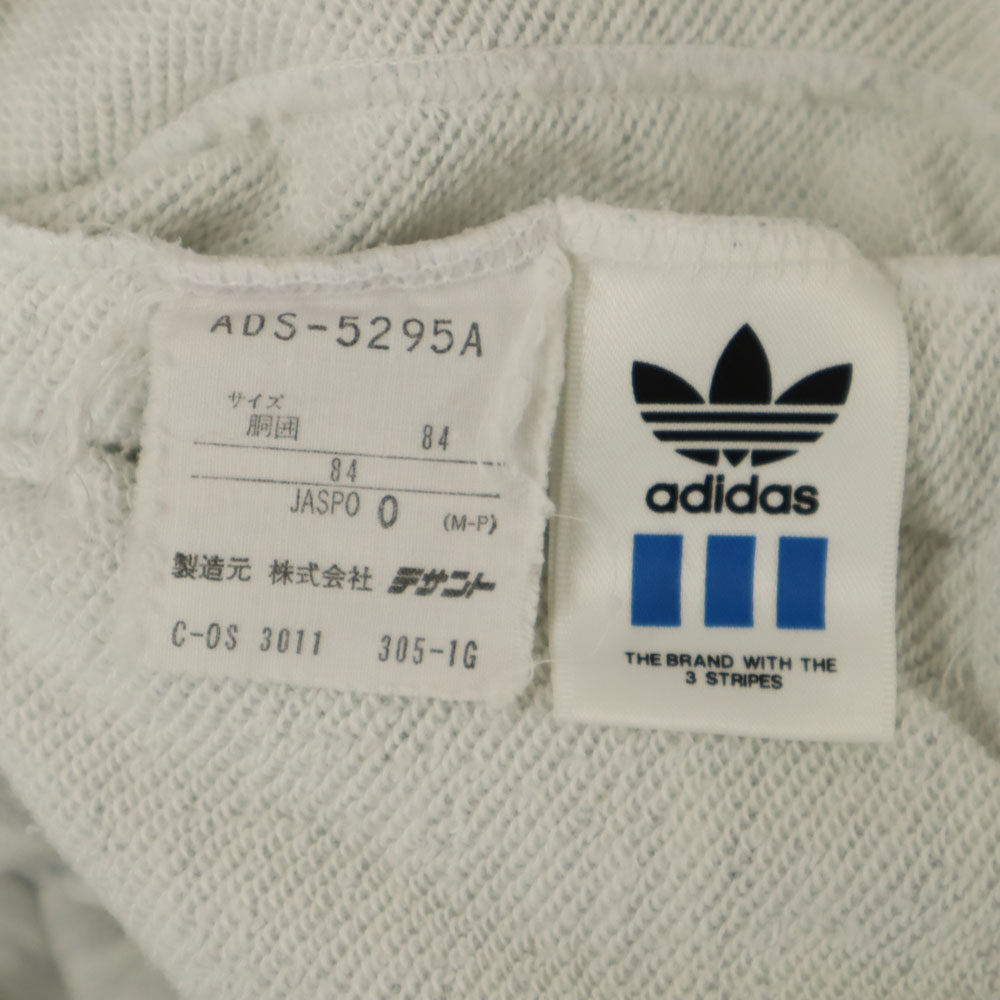 ADS-5295A
サイズ
胴囲 84
84
JASPO O (M-P)
製造元 株式会社 デサント
C-OS 3011 305-1G
adidas
THE BRAND WITH THE
3 STRIPES